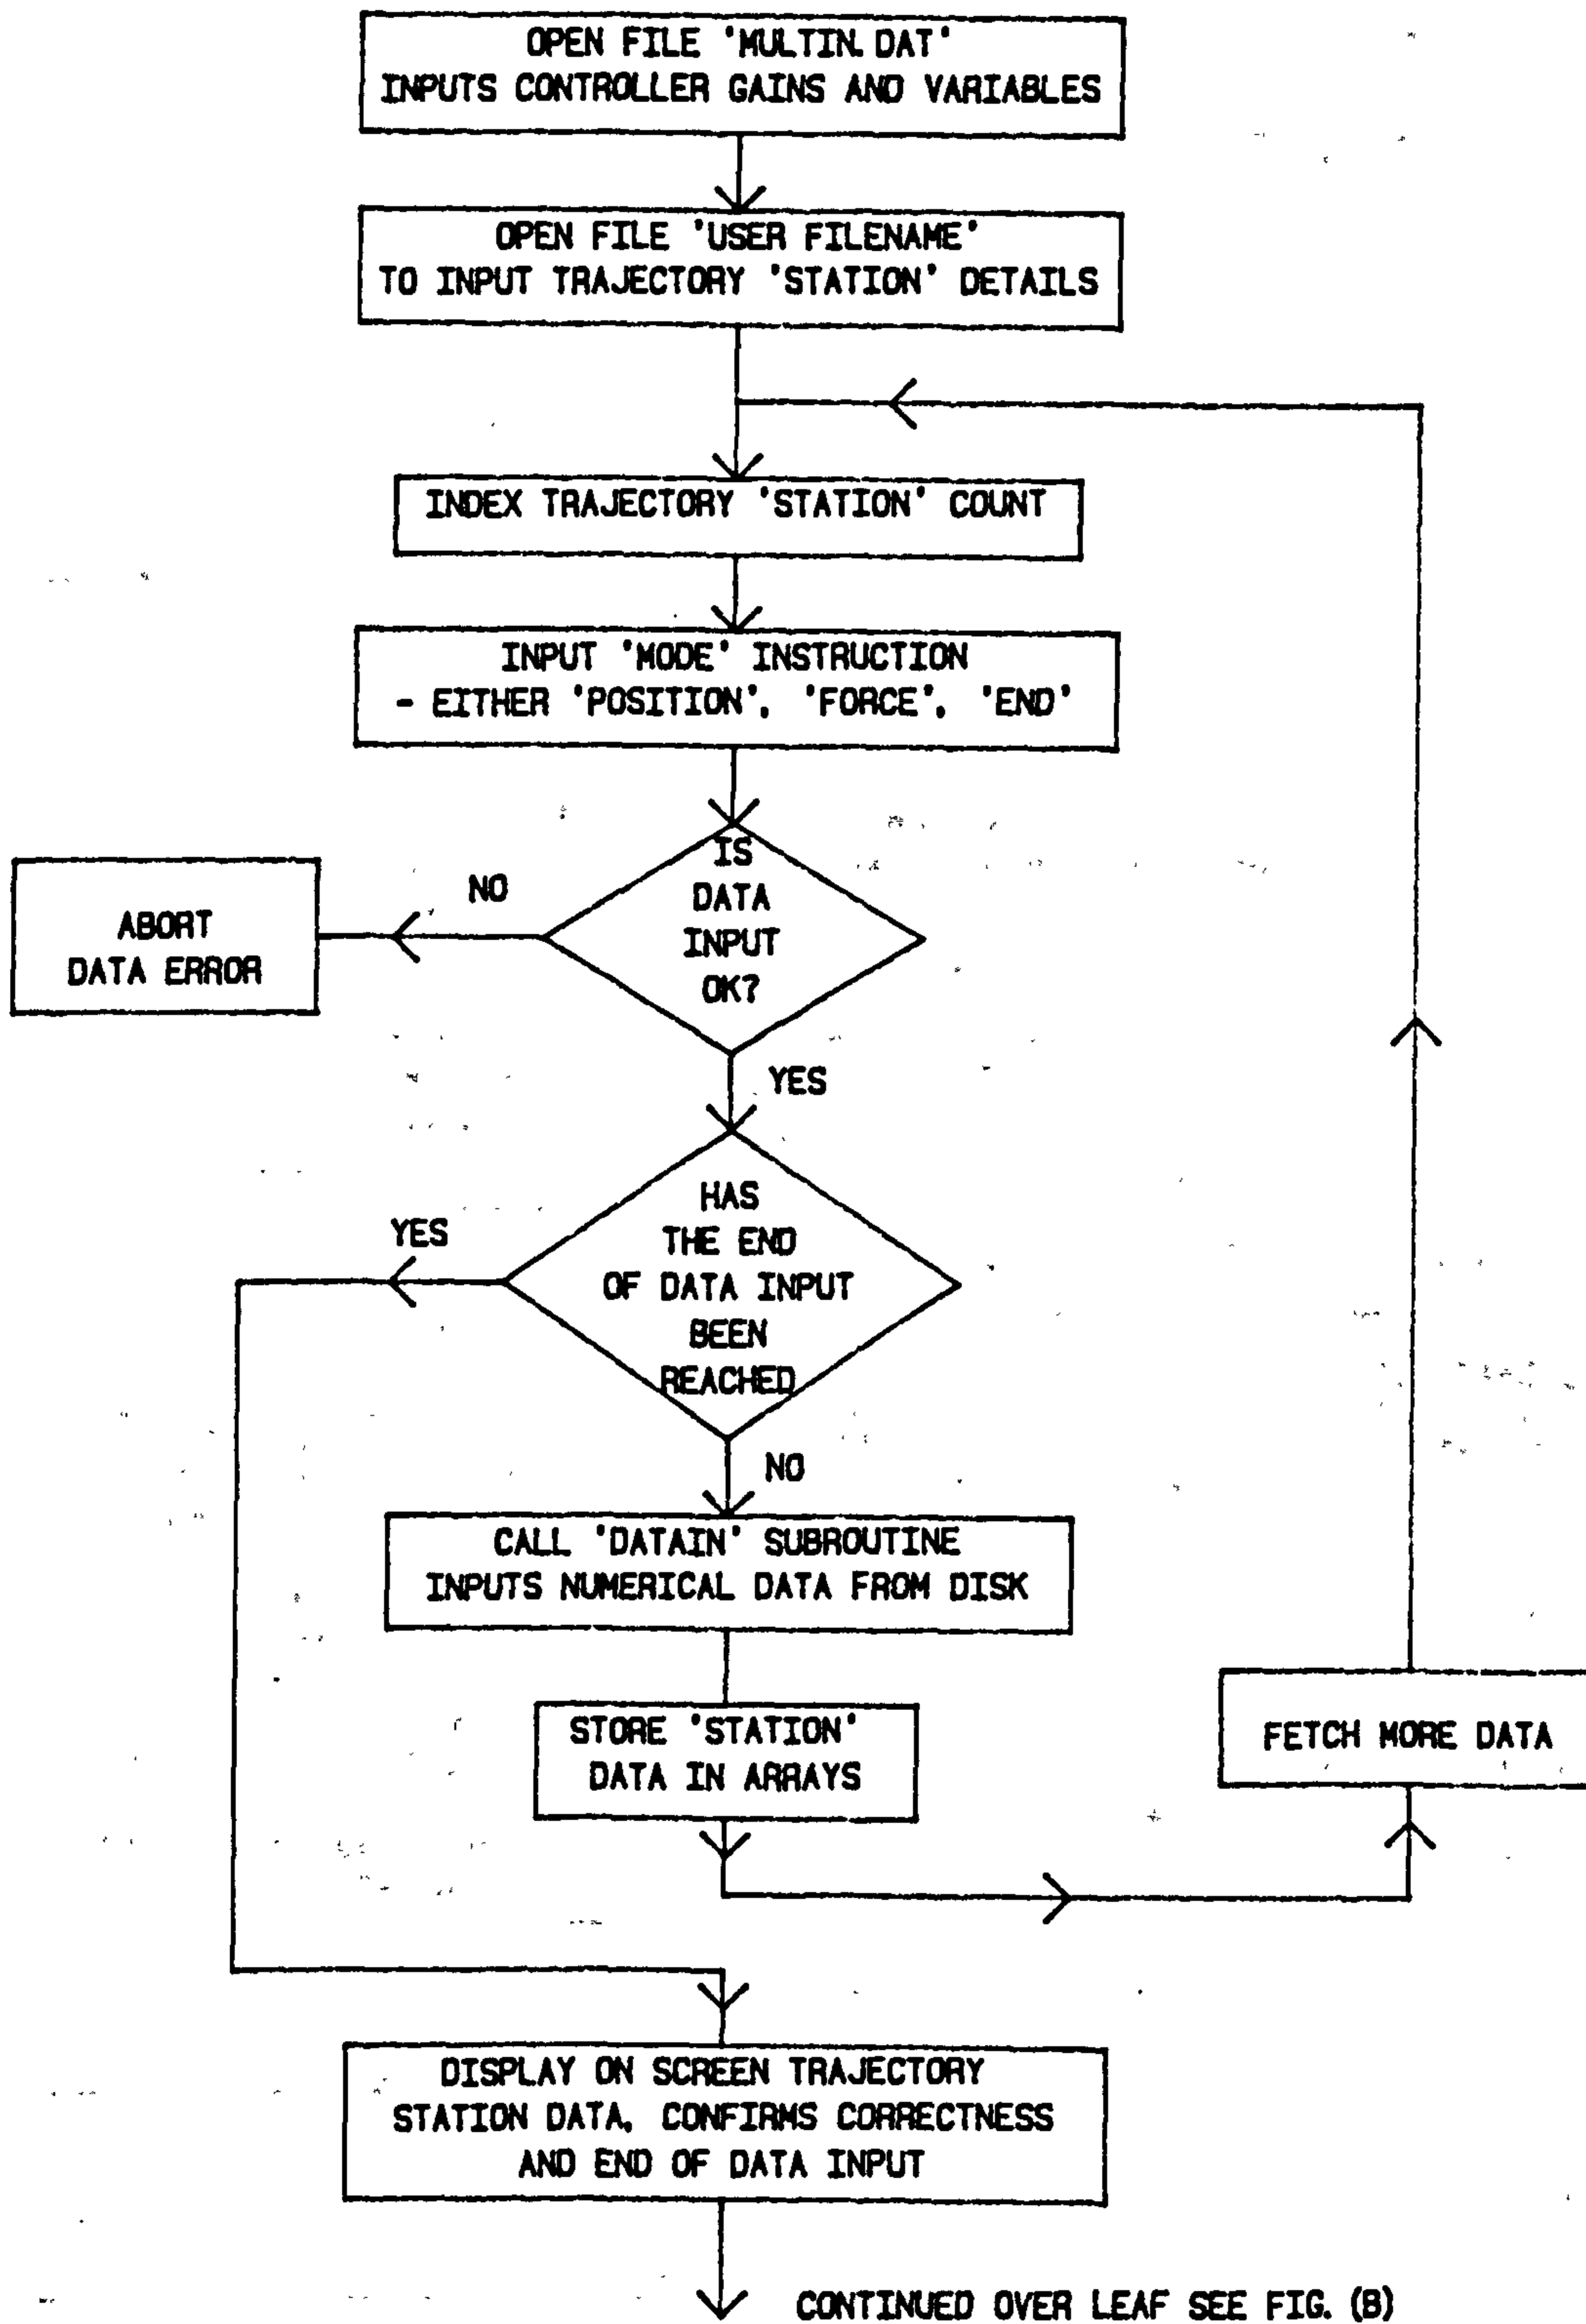 OPEN FILE 'MULTIN.DAT'
INPUTS CONTROLLER GAINS AND VARIABLES
OPEN FILE 'USER FILENAME'
TO INPUT TRAJECTORY 'STATION' DETAILS
INDEX TRAJECTORY 'STATION' COUNT
INPUT 'MODE' INSTRUCTION
- EITHER 'POSITION', 'FORCE', 'END'
IS
DATA
INPUT
OK?
NO
ABORT
DATA ERROR
YES
HAS
THE END
OF DATA INPUT
BEEN
REACHED
YES
NO
CALL 'DATAIN' SUBROUTINE
INPUTS NUMERICAL DATA FROM DISK
STORE 'STATION'
DATA IN ARRAYS
FETCH MORE DATA
DISPLAY ON SCREEN TRAJECTORY
STATION DATA, CONFIRMS CORRECTNESS
AND END OF DATA INPUT
CONTINUED OVER LEAF SEE FIG. (B)